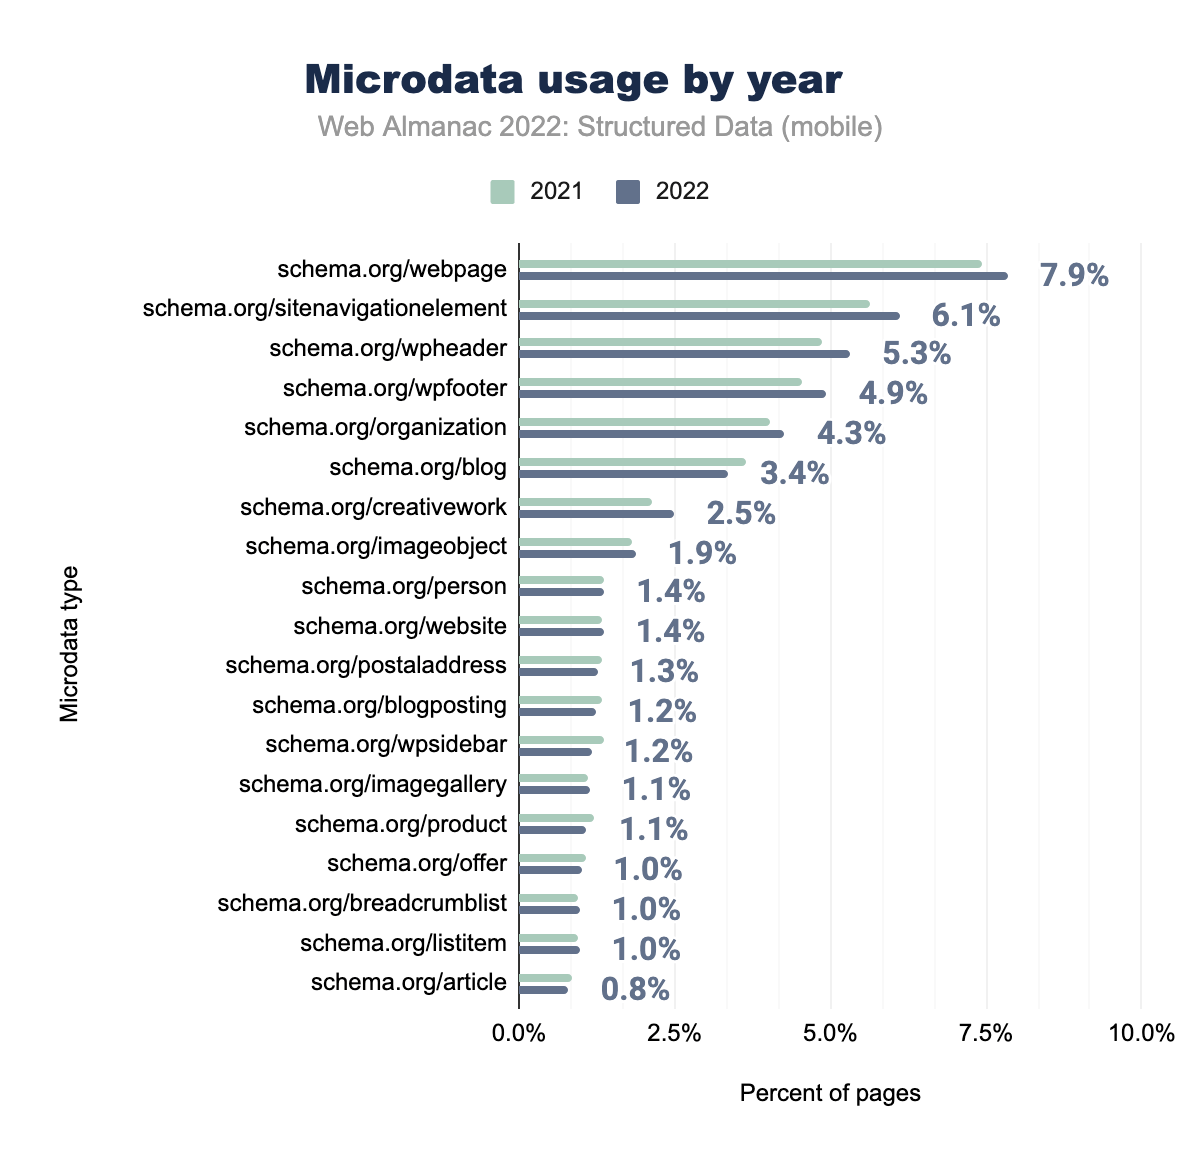 Microdata usage by year
Web Almanac 2022: Structured Data (mobile)
2021 2022
schema.org/webpage 7.9%
schema.org/sitenavigationelement 6.1%
schema.org/wpheader 5.3%
schema.org/wpfooter 4.9%
schema.org/organization 4.3%
schema.org/blog 3.4%
schema.org/creativework 2.5%
schema.org/imageobject 1.9%
schema.org/person 1.4%
schema.org/website 1.4%
schema.org/postaladdress 1.3%
schema.org/blogposting 1.2%
schema.org/wpsidebar 1.2%
schema.org/imagegallery 1.1%
schema.org/product 1.1%
schema.org/offer 1.0%
schema.org/breadcrumblist 1.0%
schema.org/listitem 1.0%
schema.org/article 0.8%
Microdata type
0.0% 2.5% 5.0% 7.5% 10.0%
Percent of pages